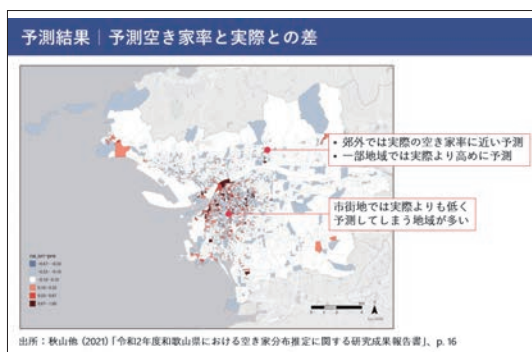 予測結果｜予測空き家率と実際との差
• 郊外では実際の空き家率に近い予測
• 一部地域では実際より高めに予測
市街地では実際よりも低く
予測してしまう地域が多い
出所：秋山他 (2021)「令和2年度和歌山県における空き家分布推定に関する研究成果報告書」、p. 16